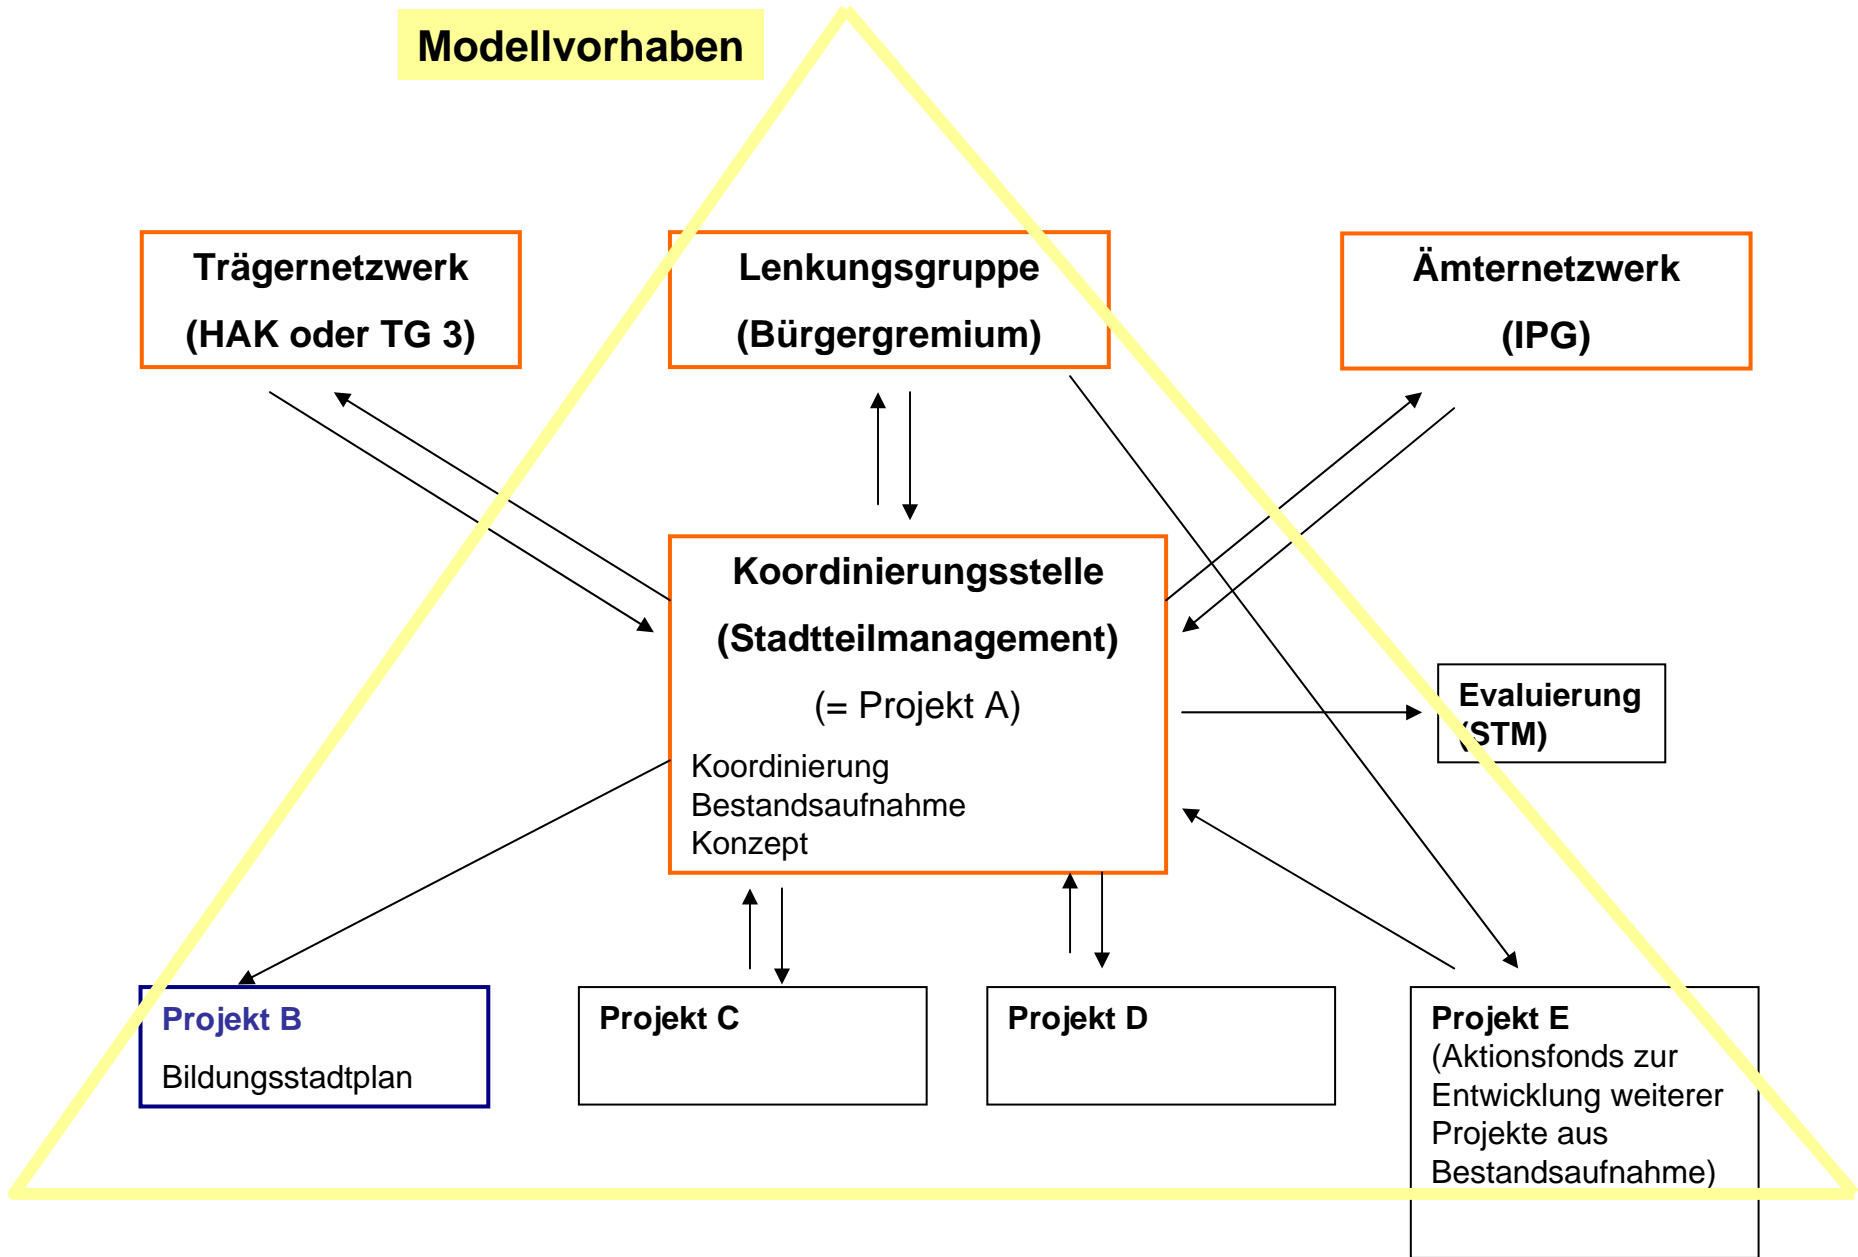 Modellvorhaben
Trägernetzwerk
(HAK oder TG 3)
Lenkungsgruppe
(Bürgergremium)
Ämternetzwerk
(IPG)
Koordinierungsstelle
(Stadtteilmanagement)
(= Projekt A)
Koordinierung
Bestandsaufnahme
Konzept
Evaluierung
(STM)
Projekt B
Bildungsstadtplan
Projekt C
Projekt D
Projekt E
(Aktionsfonds zur
Entwicklung weiterer
Projekte aus
Bestandsaufnahme)